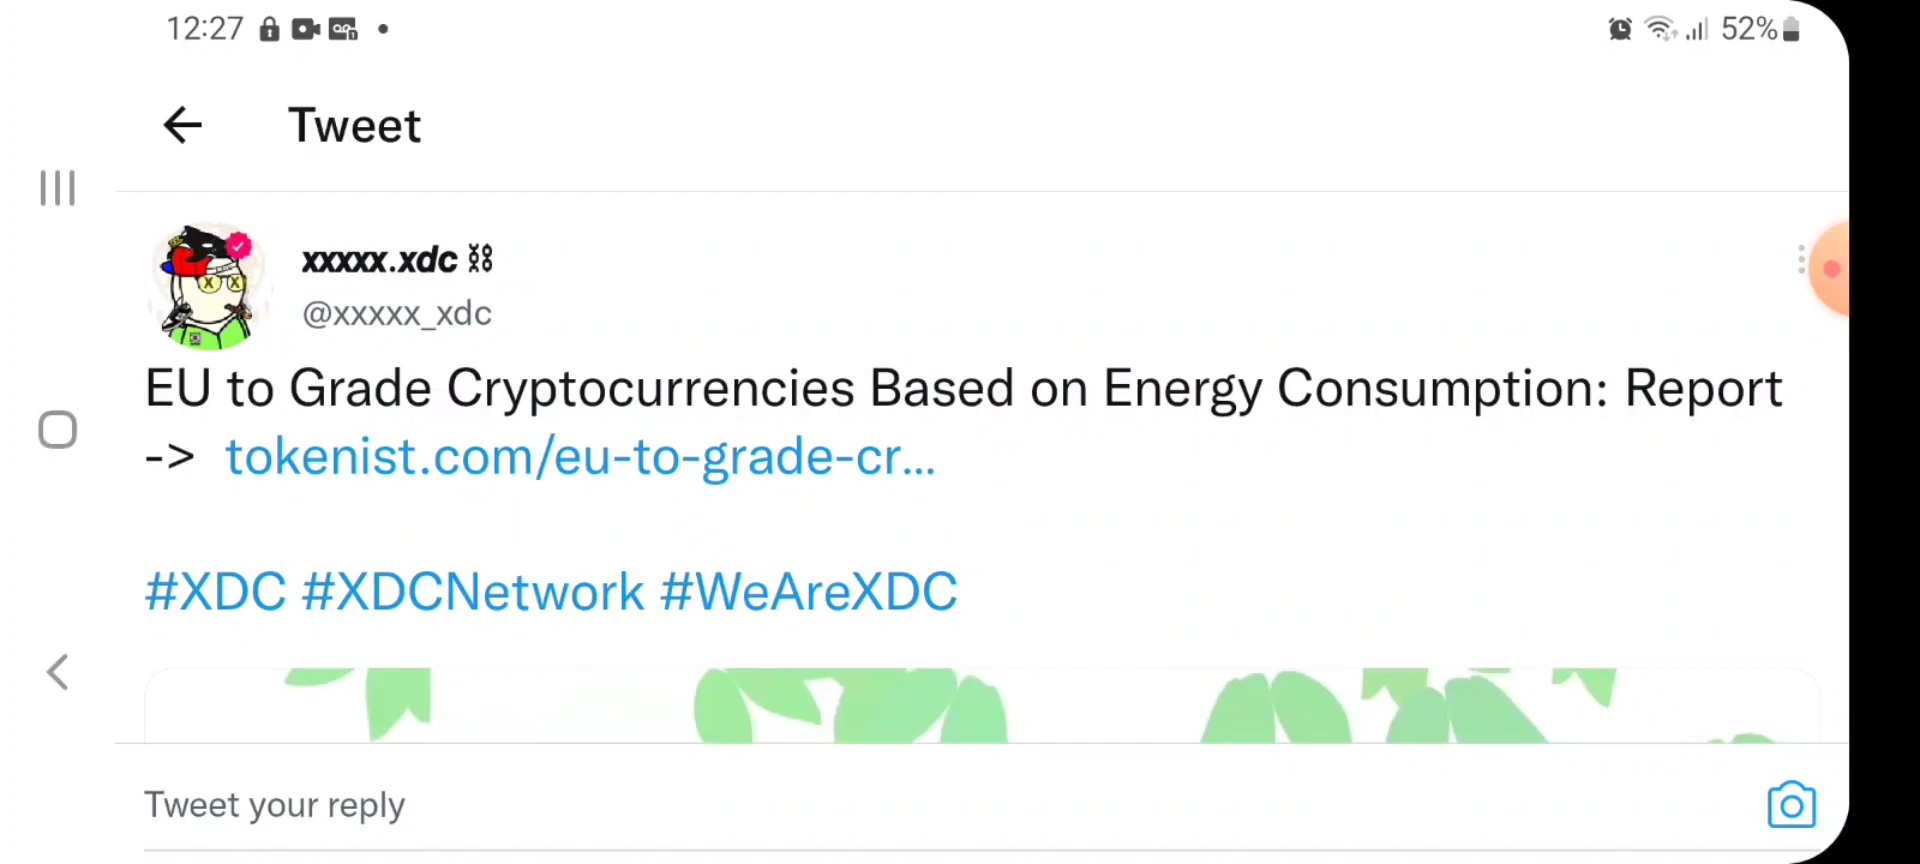 12:27
52%
Tweet
xxxxx.xdc
@xxxxx_xdc
EU to Grade Cryptocurrencies Based on Energy Consumption: Report
-> tokenist.com/eu-to-grade-cr...
#XDC #XDCNetwork #WeAreXDC
Tweet your reply